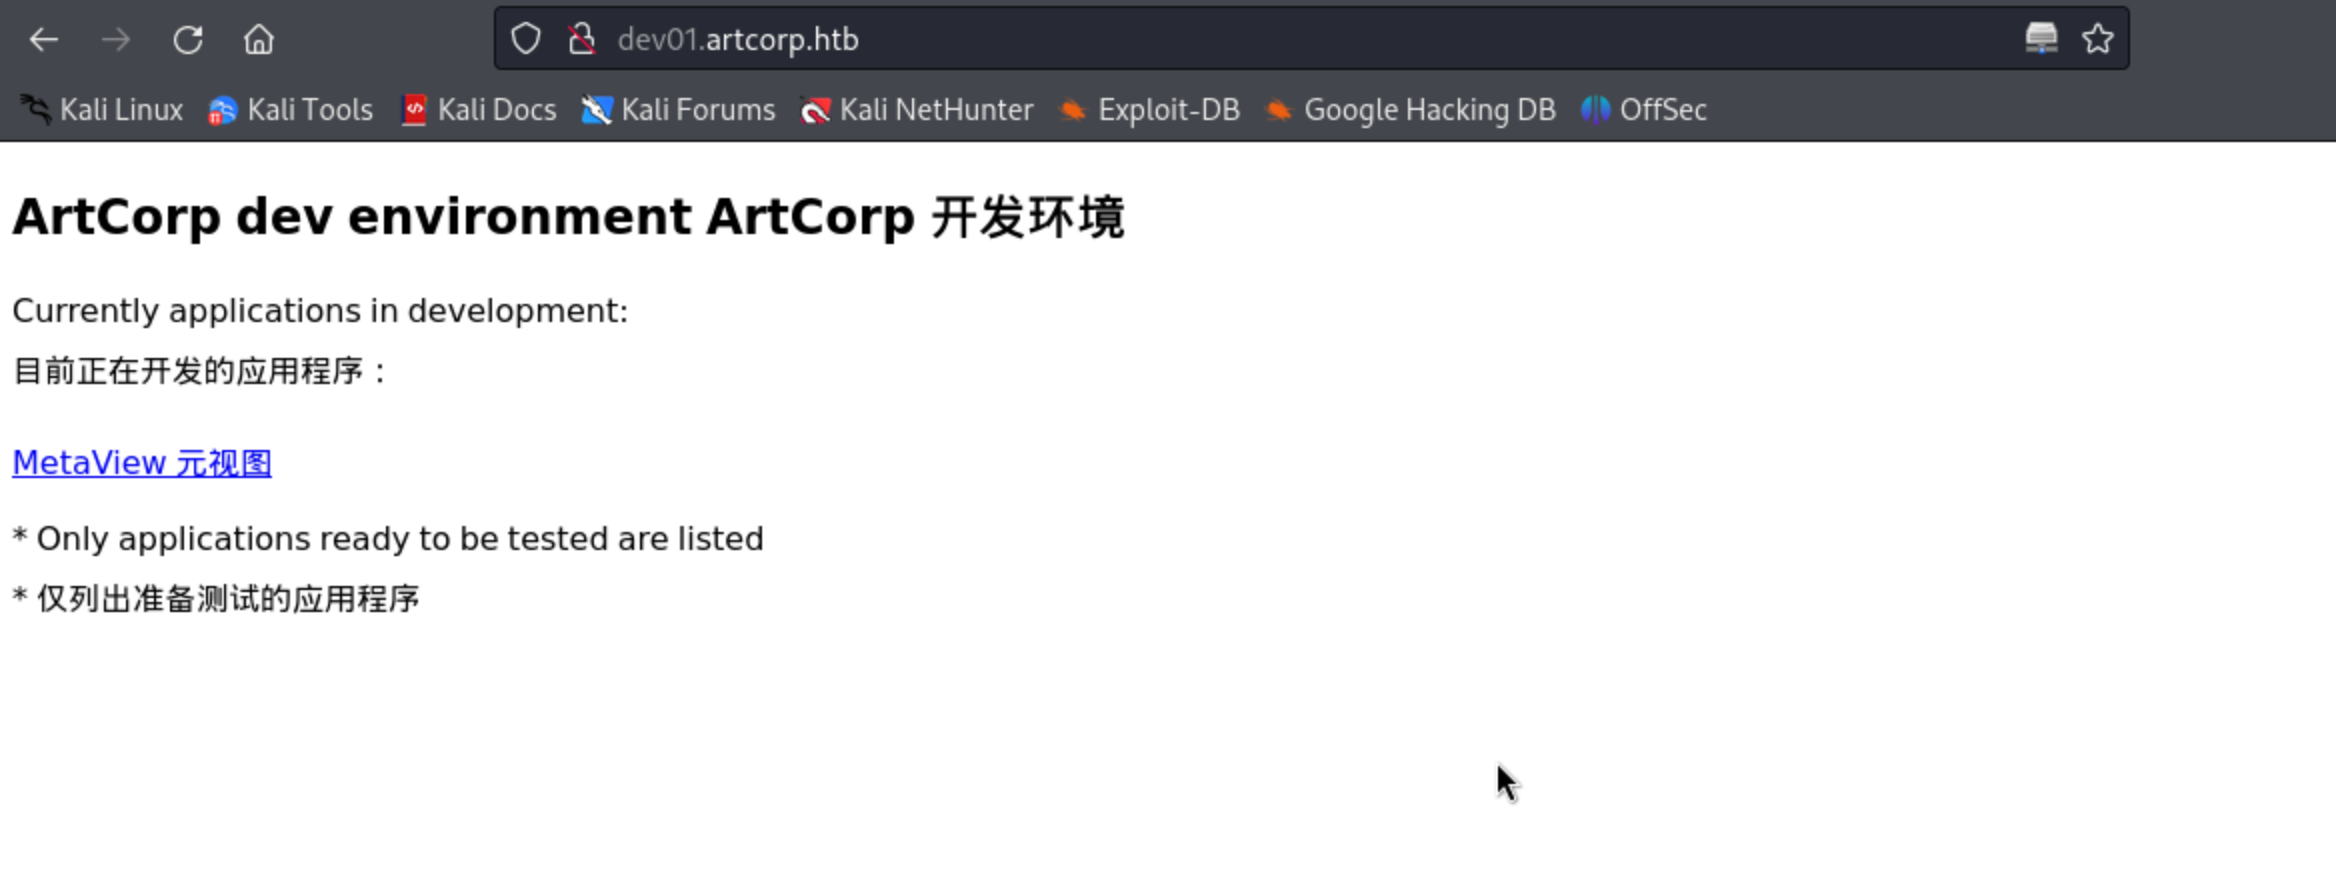 dev01.artcorp.htb
Kali Linux Kali Tools Kali Docs Kali Forums Kali NetHunter Exploit-DB Google Hacking DB OffSec
ArtCorp dev environment ArtCorp 开发环境
Currently applications in development:
目前正在开发的应用程序：
MetaView 元视图
* Only applications ready to be tested are listed
* 仅列出准备测试的应用程序